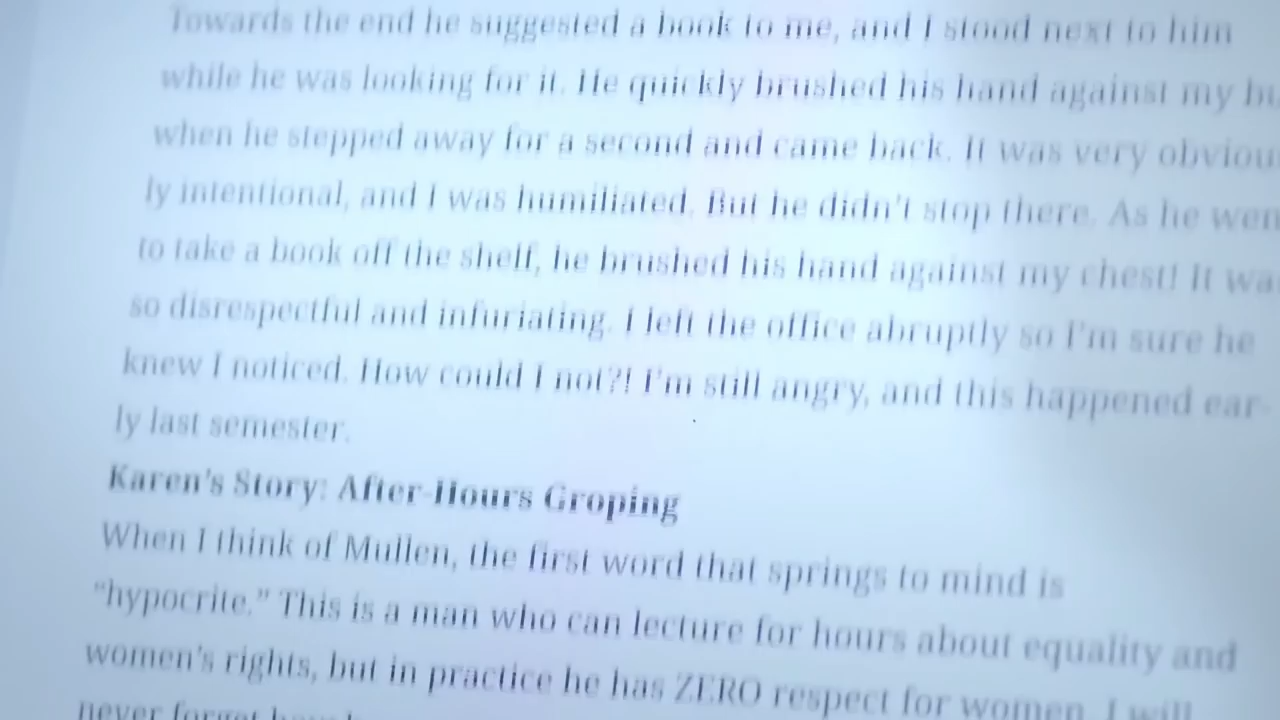 Towards the end he suggested a book to me, and I stood next to him
while he was looking for it. He quickly brushed his hand against my
when he stepped away for a second and came back. It was very obvious
ly intentional, and I was humiliated. But he didn't stop there. As he
to take a book off the shelf, he brushed his hand against my chest! It was
so disrespectful and infuriating. I left the office abruptly so I'm sure he
knew I noticed. How could I not?! I'm still angry, and this happened ear-
ly last semester.
Karen's Story: After-Hours Groping
When I think of Mullen, the first word that springs to mind is
"hypocrite." This is a man who can lecture for hours about equality and
women's rights, but in practice he has ZERO respect for women. I will
never forget